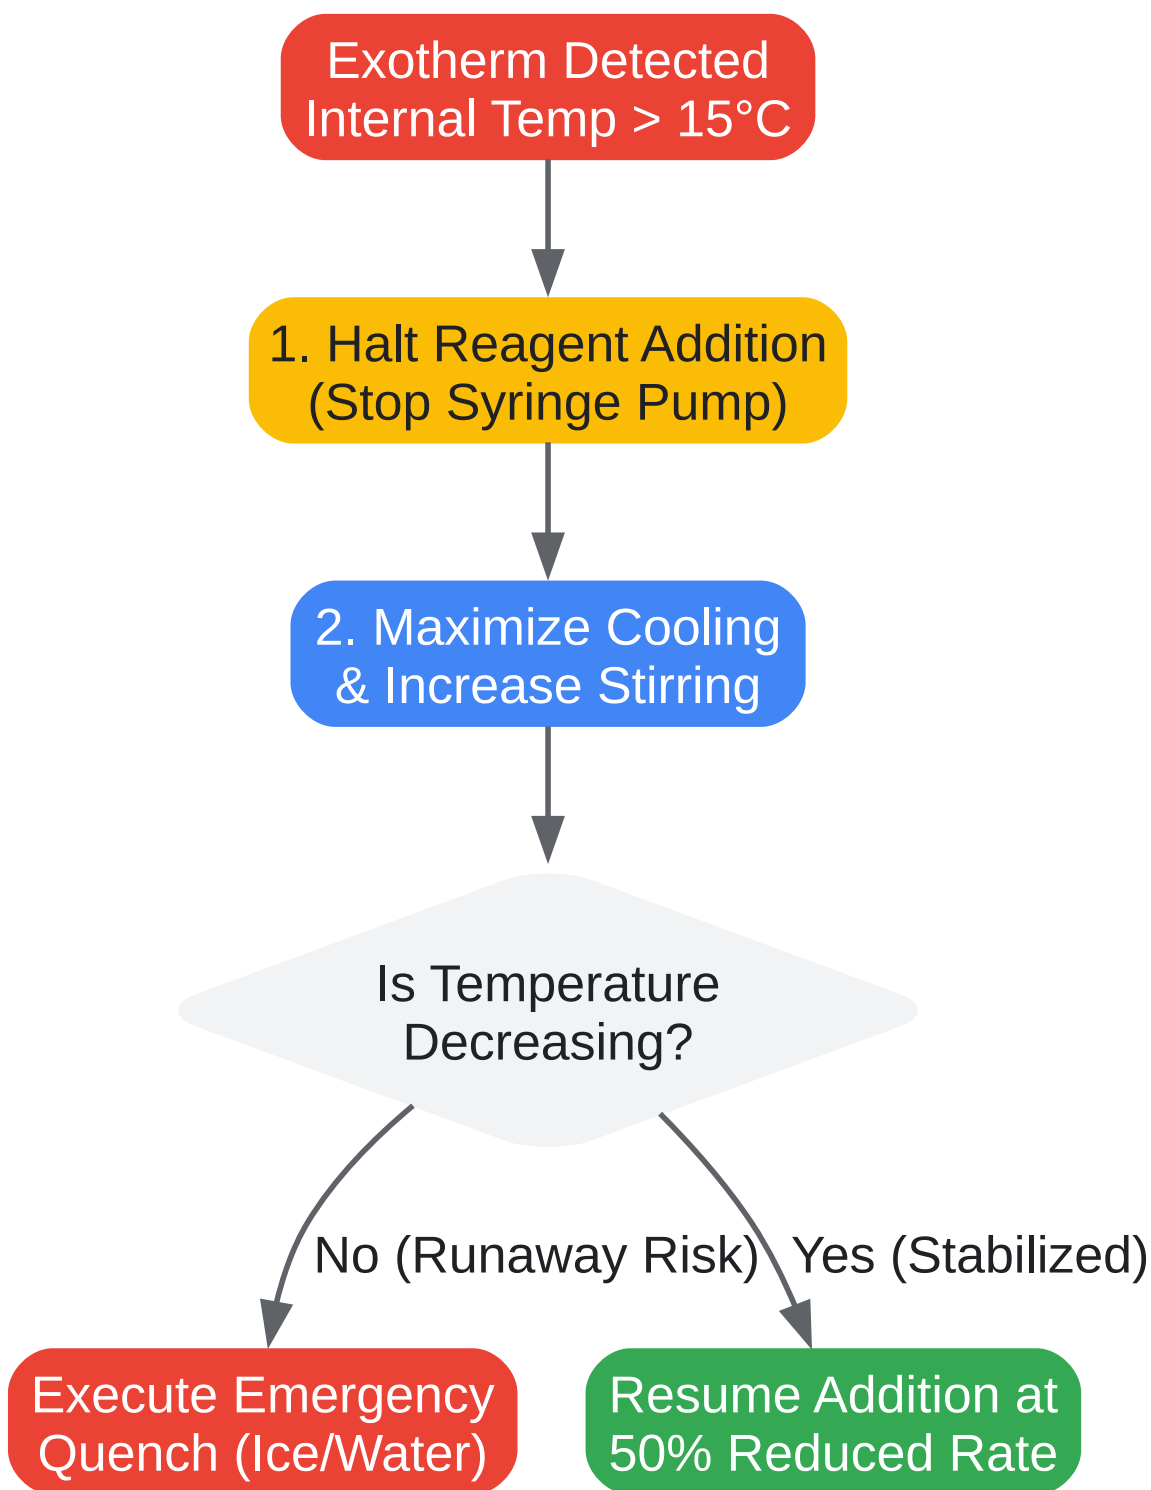 Exotherm Detected
Internal Temp > 15°C
1. Halt Reagent Addition
(Stop Syringe Pump)
2. Maximize Cooling
& Increase Stirring
Is Temperature
Decreasing?
No (Runaway Risk)
Yes (Stabilized)
Execute Emergency
Quench (Ice/Water)
Resume Addition at
50% Reduced Rate